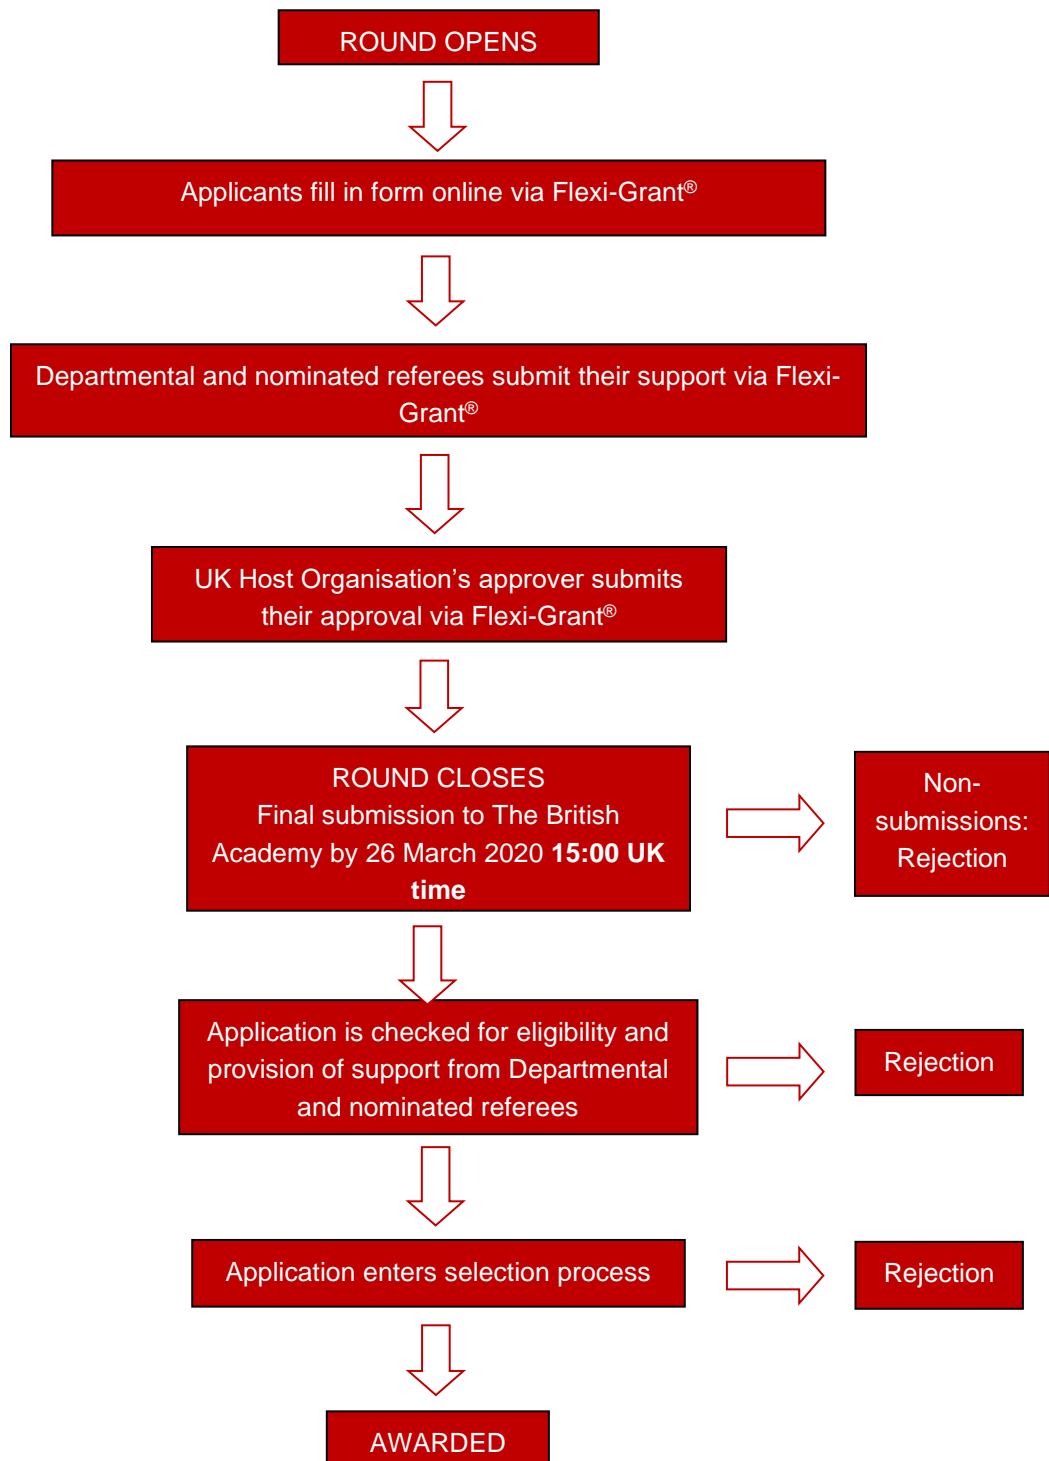 ROUND OPENS
Applicants fill in form online via Flexi-Grant®
Departmental and nominated referees submit their support via Flexi-
Grant®
UK Host Organisation’s approver submits
their approval via Flexi-Grant®
ROUND CLOSES
Final submission to The British
Academy by 26 March 2020 15:00 UK
time
Non-
submissions:
Rejection
Application is checked for eligibility and
provision of support from Departmental
and nominated referees
Rejection
Application enters selection process
Rejection
AWARDED